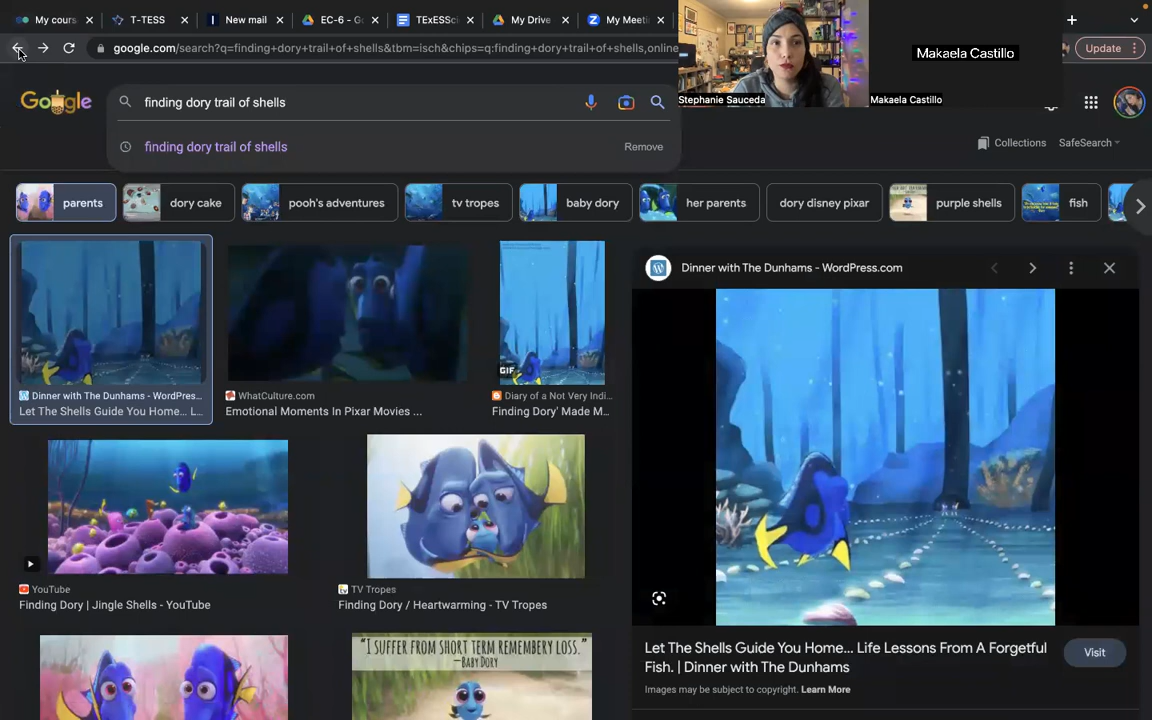 My cours
T-TESS
New mail
EC-6 - Go
TExESSci
My Drive
My Meeti
google.com/search?q=finding+dory+trail+of+shells&tbm=isch&chips=q:finding+dory+trail+of+shells,online
Update
Makaela Castillo
Stephanie Sauceda
Makaela Castillo
Google
finding dory trail of shells
finding dory trail of shells
Remove
Collections
SafeSearch
parents
dory cake
pooh's adventures
tv tropes
baby dory
her parents
dory disney pixar
purple shells
fish
Dinner with The Dunhams - WordPress.com
GIF
Dinner with The Dunhams - WordPres...
Let The Shells Guide You Home... L...
WhatCulture.com
Emotional Moments In Pixar Movies ...
Diary of a Not Very Indi...
Finding Dory' Made M...
YouTube
Finding Dory | Jingle Shells - YouTube
TV Tropes
Finding Dory / Heartwarming - TV Tropes
"I SUFFER FROM SHORT TERM REMEMBERY LOSS."
—BABY DORY
Let The Shells Guide You Home... Life Lessons From A Forgetful
Fish. | Dinner with The Dunhams
Visit
Images may be subject to copyright. Learn More